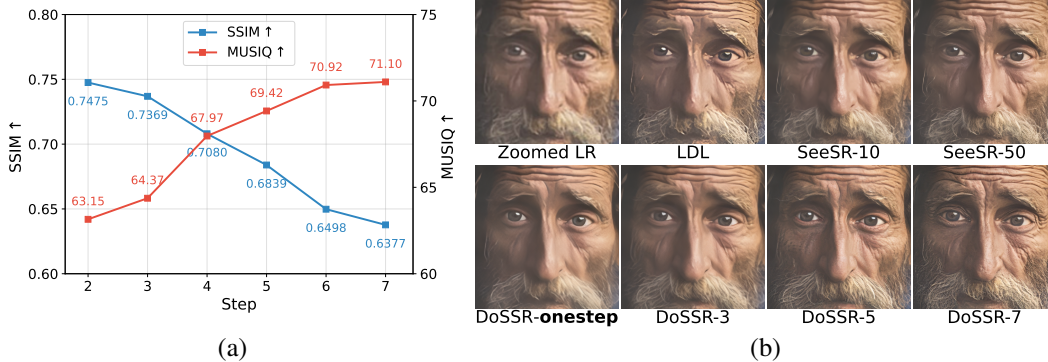 0.80
0.75
0.70
0.65
0.60
SSIM ↑
SSIM ↑
MUSIQ ↑
75
70
65
60
MUSIQ ↑
0.7475
0.7369
0.7080
0.6839
0.6498
0.6377
63.15
64.37
67.97
69.42
70.92
71.10
2 3 4 5 6 7
Step
(a)
Zoomed LR LDL SeeSR-10 SeeSR-50
DoSSR-onestep DoSSR-3 DoSSR-5 DoSSR-7
(b)